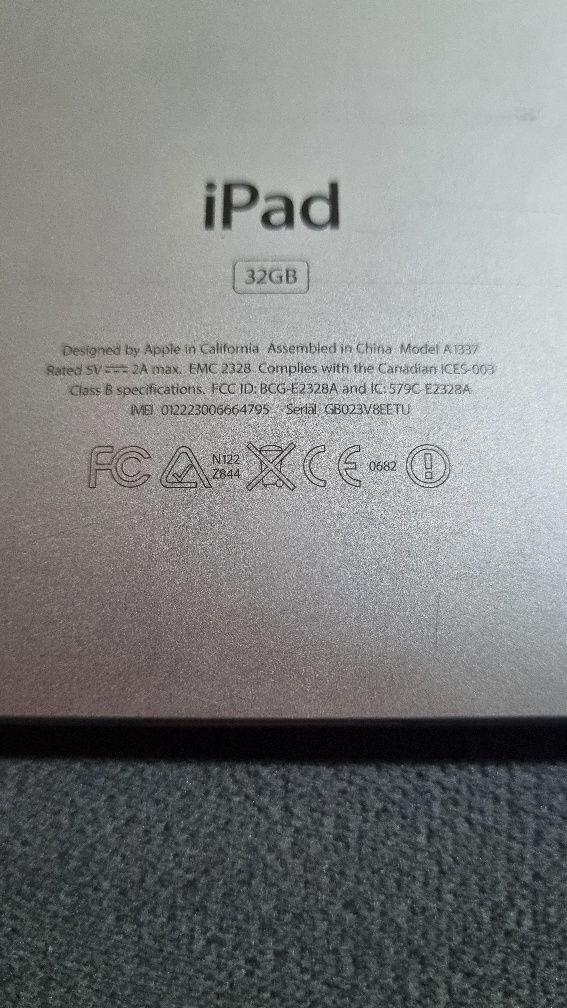 iPad
32GB
Designed by Apple in California Assembled in China Model A1337
Rated 5V ⎓ 2A max. EMC 2328 Complies with the Canadian ICES-003
Class B specifications. FCC ID: BCG-E2328A and IC: 579C-E2328A
IMEI 012223006664795 Serial GB023V8EETU
FC N122 CE 0682
Z844